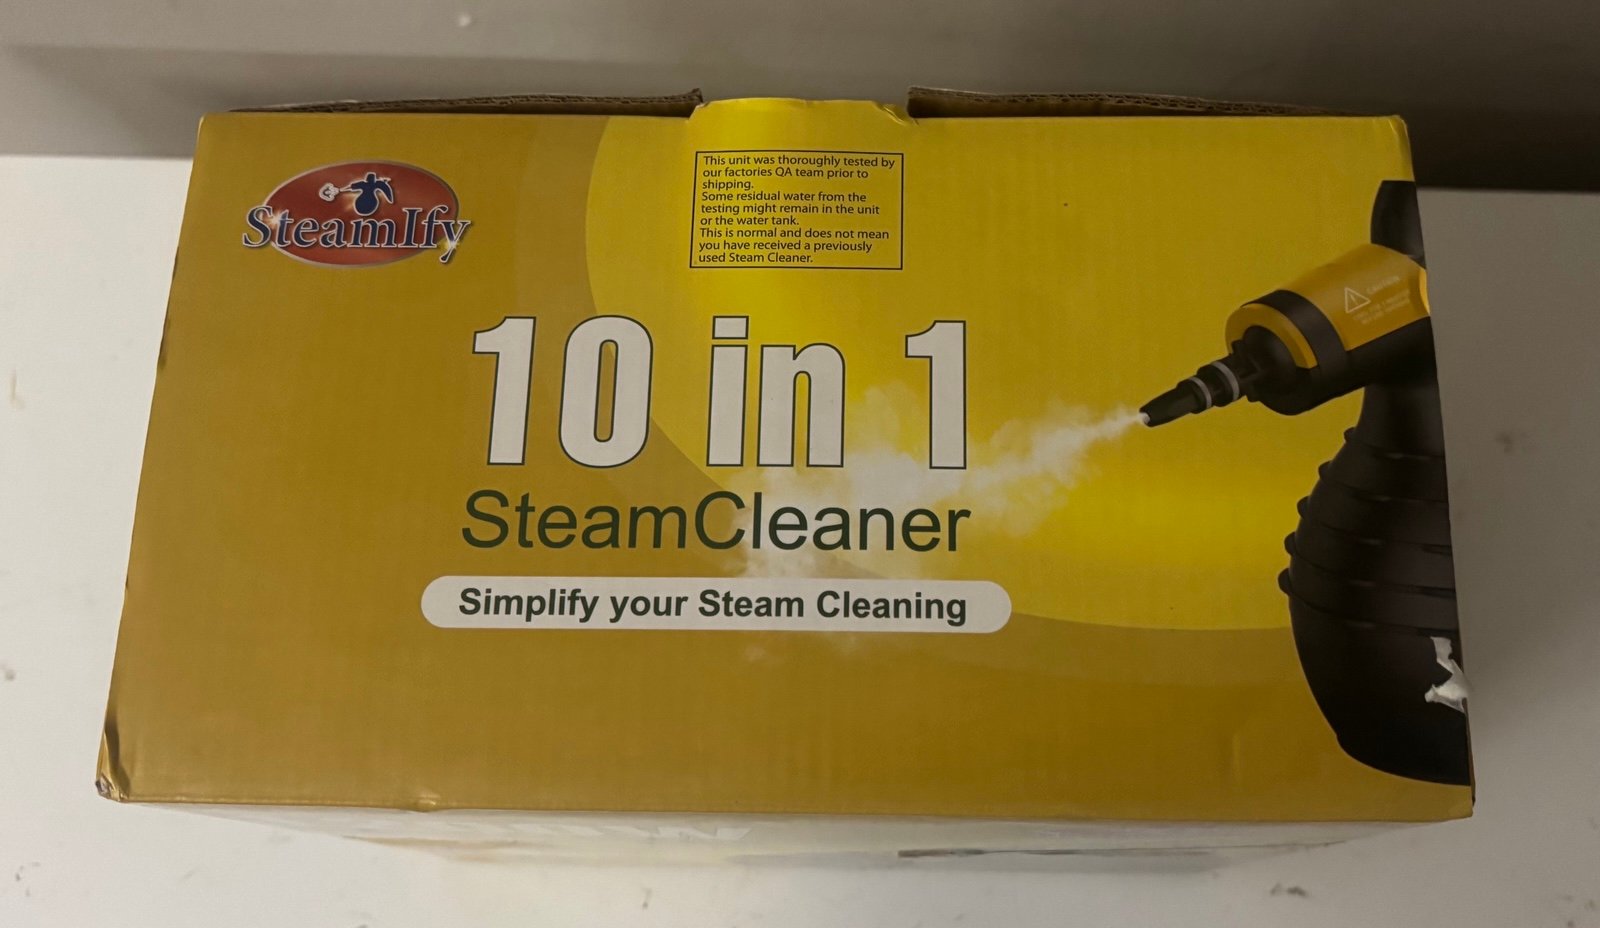 SteamIfy
This unit was thoroughly tested by
our factories QA team prior to
shipping.
Some residual water from the
testing might remain in the unit
or the water tank.
This is normal and does not mean
you have received a previously
used Steam Cleaner.
10 in 1
SteamCleaner
Simplify your Steam Cleaning
CAUTION